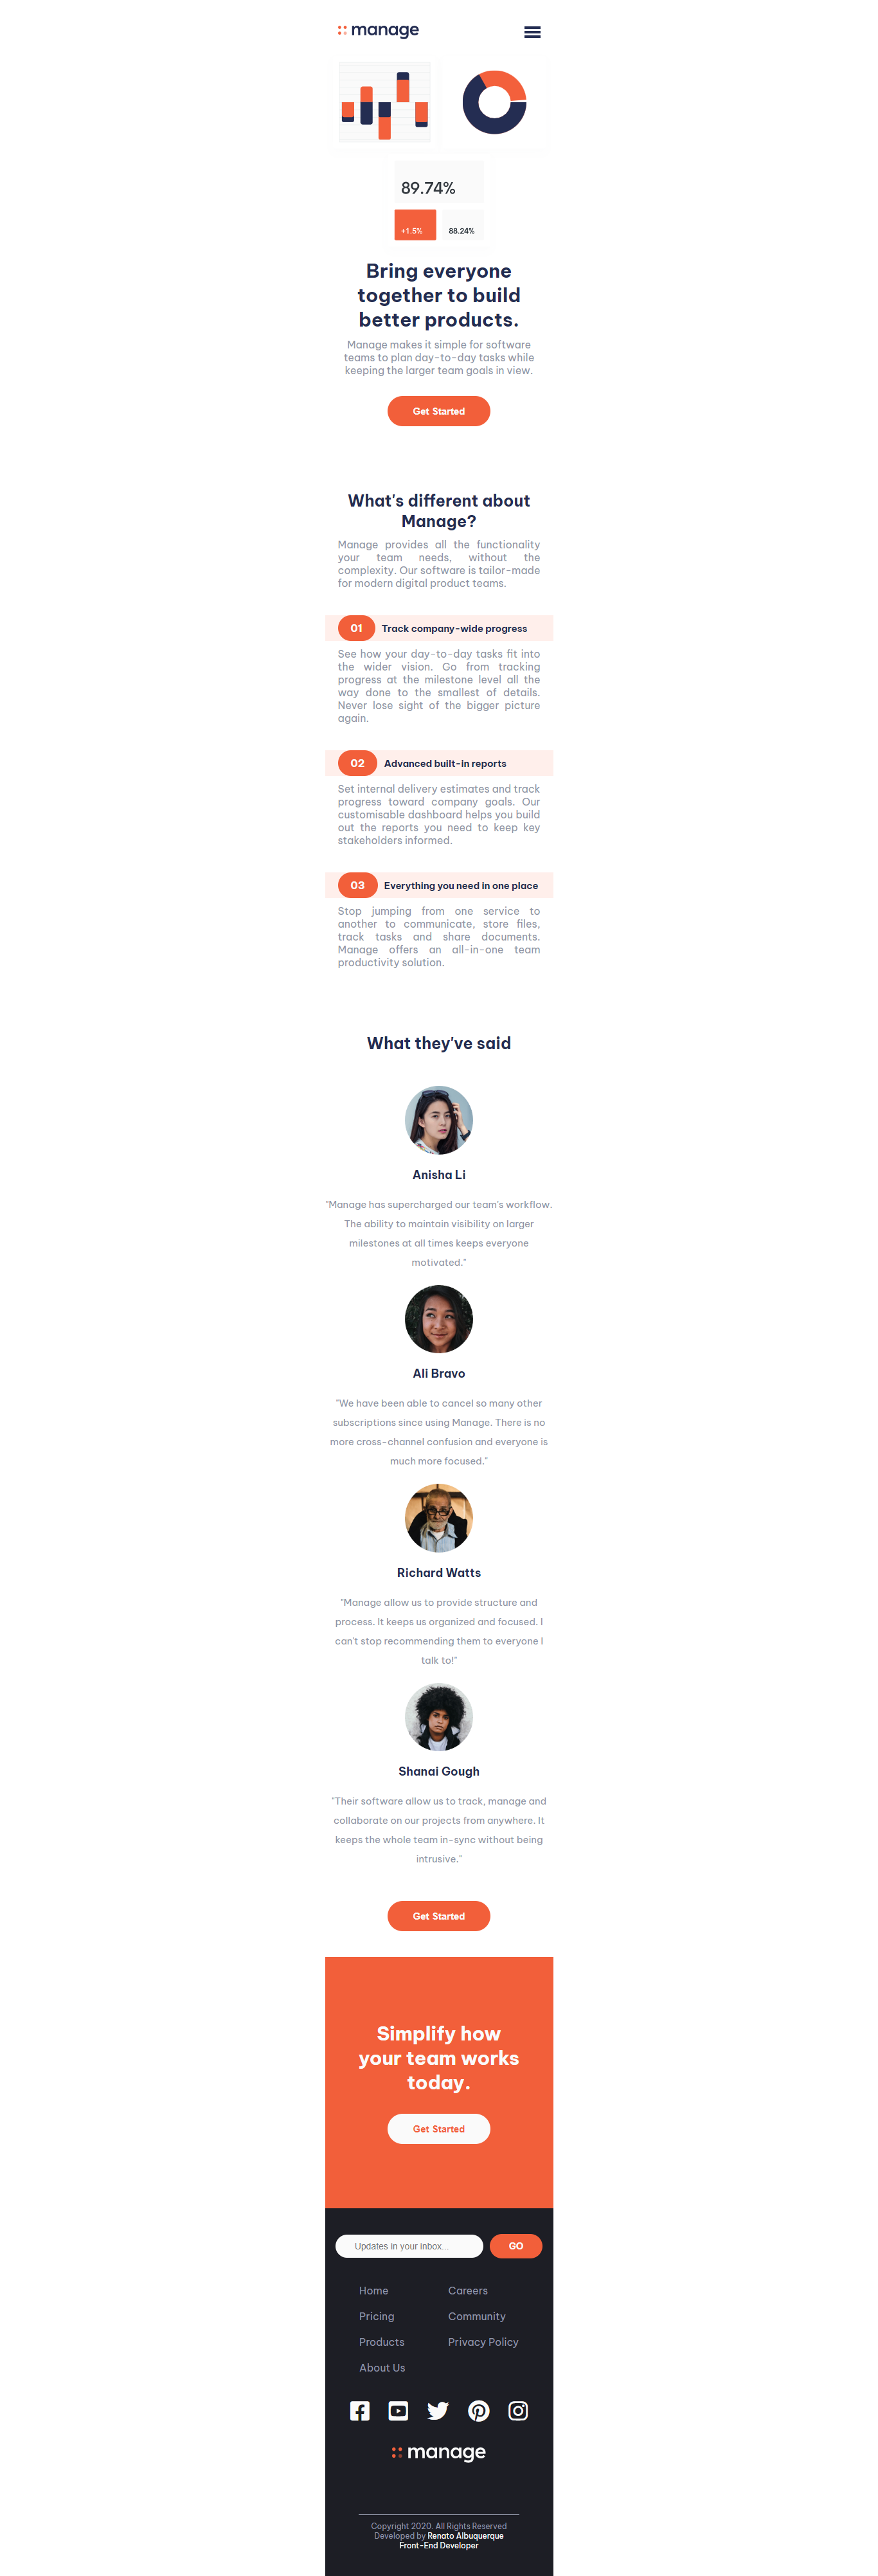 manage
89.74%
+1.5%
88.24%
Bring everyone
together to build
better products.
Manage makes it simple for software
teams to plan day-to-day tasks while
keeping the larger team goals in view.
Get Started
What's different about
Manage?
Manage provides all the functionality
your team needs, without the
complexity. Our software is tailor-made
for modern digital product teams.
01 Track company-wide progress
See how your day-to-day tasks fit into
the wider vision. Go from tracking
progress at the milestone level all the
way done to the smallest of details.
Never lose sight of the bigger picture
again.
02 Advanced built-in reports
Set internal delivery estimates and track
progress toward company goals. Our
customisable dashboard helps you build
out the reports you need to keep key
stakeholders informed.
03 Everything you need in one place
Stop jumping from one service to
another to communicate, store files,
track tasks and share documents.
Manage offers an all-in-one team
productivity solution.
What they've said
Anisha Li
"Manage has supercharged our team's workflow.
The ability to maintain visibility on larger
milestones at all times keeps everyone
motivated."
Ali Bravo
"We have been able to cancel so many other
subscriptions since using Manage. There is no
more cross-channel confusion and everyone is
much more focused."
Richard Watts
"Manage allow us to provide structure and
process. It keeps us organized and focused. I
can't stop recommending them to everyone I
talk to!"
Shanai Gough
"Their software allow us to track, manage and
collaborate on our projects from anywhere. It
keeps the whole team in-sync without being
intrusive."
Get Started
Simplify how
your team works
today.
Get Started
Updates in your inbox...
GO
Home
Pricing
Products
About Us
Careers
Community
Privacy Policy
manage
Copyright 2020. All Rights Reserved
Developed by Renato Albuquerque
Front-End Developer